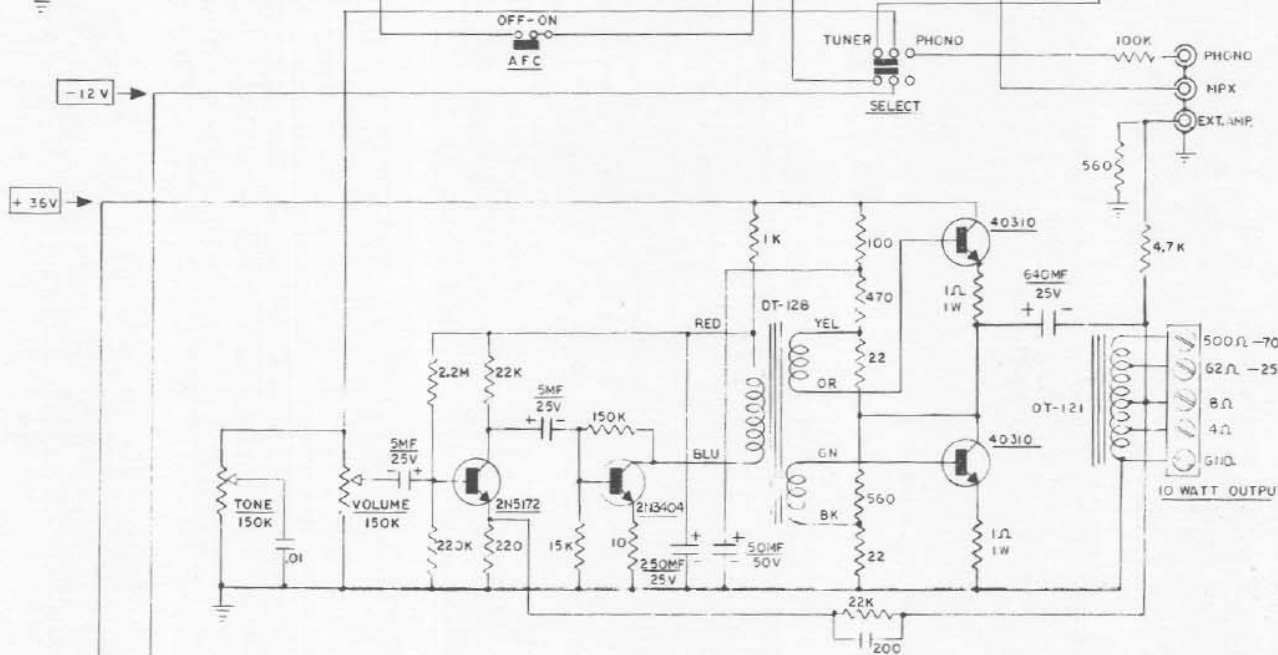 OFF-ON
AFC
TUNER
PHONO
SELECT
100K
PHONO
MPX
EXT. AMP.
-12V
560
+36V
4.7K
1K
100
40310
1Ω
1W
640MF
25V
+ -
DT-128
470
RED
YEL
22
OR
2.2M
22K
5MF
25V
+ -
150K
BLU
OT-121
500Ω -70
62Ω -25
8Ω
4Ω
GND.
10 WATT OUTPUT
40310
GN
560
BK
TONE
150K
VOLUME
150K
5MF
25V
- +
2N5172
2N3404
.01
220K
220
15K
10
250MF
25V
+
-
50MF
50V
+
-
22
1Ω
1W
22K
200